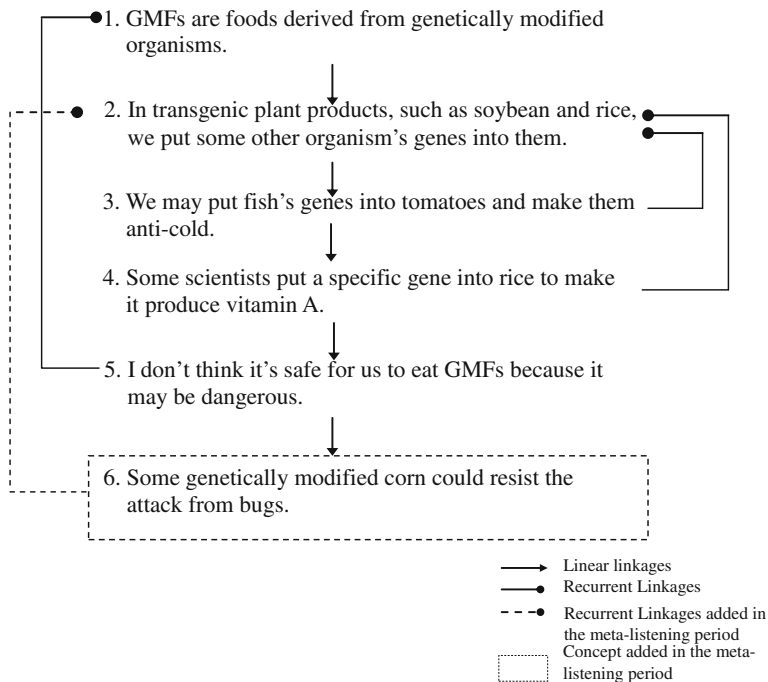 1. GMFs are foods derived from genetically modified
organisms.
2. In transgenic plant products, such as soybean and rice,
we put some other organism's genes into them.
3. We may put fish's genes into tomatoes and make them
anti-cold.
4. Some scientists put a specific gene into rice to make
it produce vitamin A.
5. I don't think it's safe for us to eat GMFs because it
may be dangerous.
6. Some genetically modified corn could resist the
attack from bugs.
Linear linkages
Recurrent Linkages
Recurrent Linkages added in
the meta-listening period
Concept added in the meta-
listening period